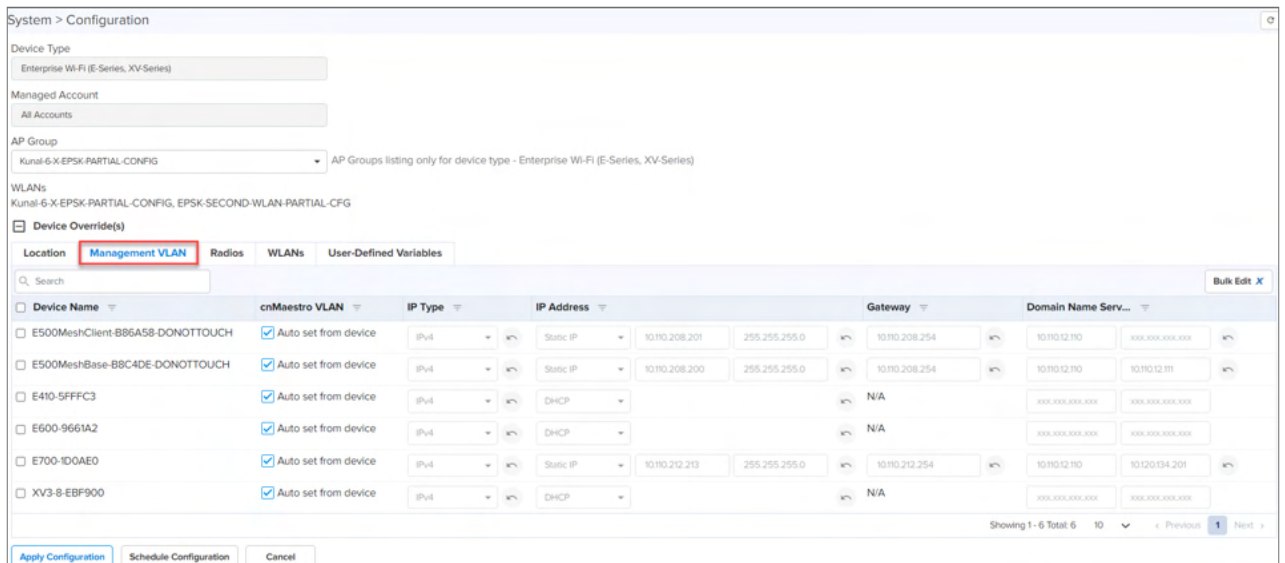 System > Configuration
Device Type
Enterprise Wi-Fi (E-Series, XV-Series)
Managed Account
All Accounts
AP Group
Kunal-6-X-EPSK-PARTIAL-CONFIG AP Groups listing only for device type - Enterprise Wi-Fi (E-Series, XV-Series)
WLANs
Kunal-6-X-EPSK-PARTIAL-CONFIG, EPSK-SECOND-WLAN-PARTIAL-CFG
Device Override(s)
Location Management VLAN Radios WLANs User-Defined Variables
Search Bulk Edit X
Device Name cnMaestro VLAN IP Type IP Address Gateway Domain Name Serv...
E500MeshClient-BB6A58-DONOTTOUCH Auto set from device IPv4 Static IP 10.110.208.201 255.255.255.0 10.110.208.254 10.110.12.110 xxx.xxx.xxx.xxx
E500MeshBase-B8C4DE-DONOTTOUCH Auto set from device IPv4 Static IP 10.110.208.200 255.255.255.0 10.110.208.254 10.110.12.110 10.110.12.111
E410-5FFFC3 Auto set from device IPv4 DHCP N/A xxx.xxx.xxx.xxx xxx.xxx.xxx.xxx
E600-9661A2 Auto set from device IPv4 DHCP N/A xxx.xxx.xxx.xxx xxx.xxx.xxx.xxx
E700-1D0AE0 Auto set from device IPv4 Static IP 10.110.212.213 255.255.255.0 10.110.212.254 10.110.12.110 10.120.134.201
XV3-8-EBF900 Auto set from device IPv4 DHCP N/A xxx.xxx.xxx.xxx xxx.xxx.xxx.xxx
Showing 1 - 6 Total: 6 10 < Previous 1 Next >
Apply Configuration Schedule Configuration Cancel